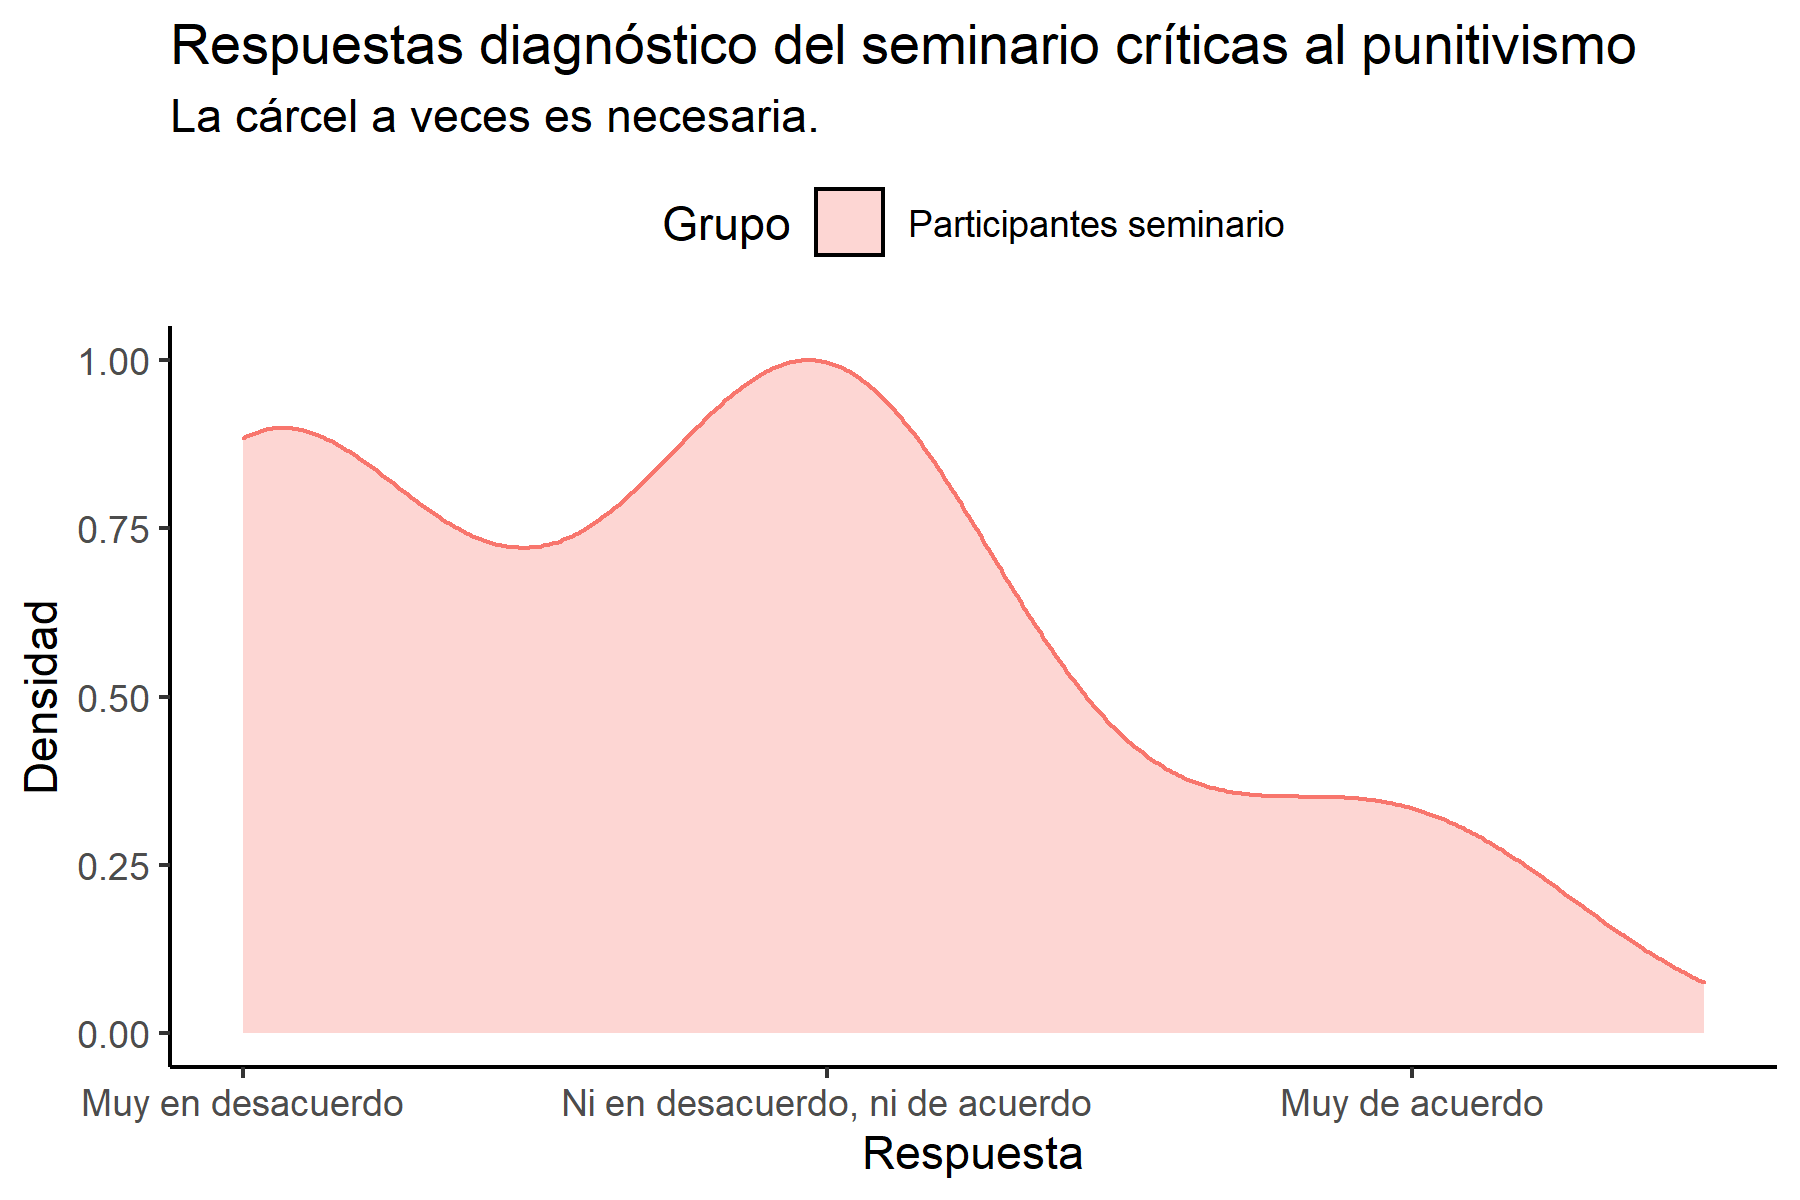 Respuestas diagnóstico del seminario críticas al punitivismo
La cárcel a veces es necesaria.
Grupo Participantes seminario
1.00
0.75
0.50
0.25
0.00
Densidad
Muy en desacuerdo Ni en desacuerdo, ni de acuerdo Muy de acuerdo
Respuesta